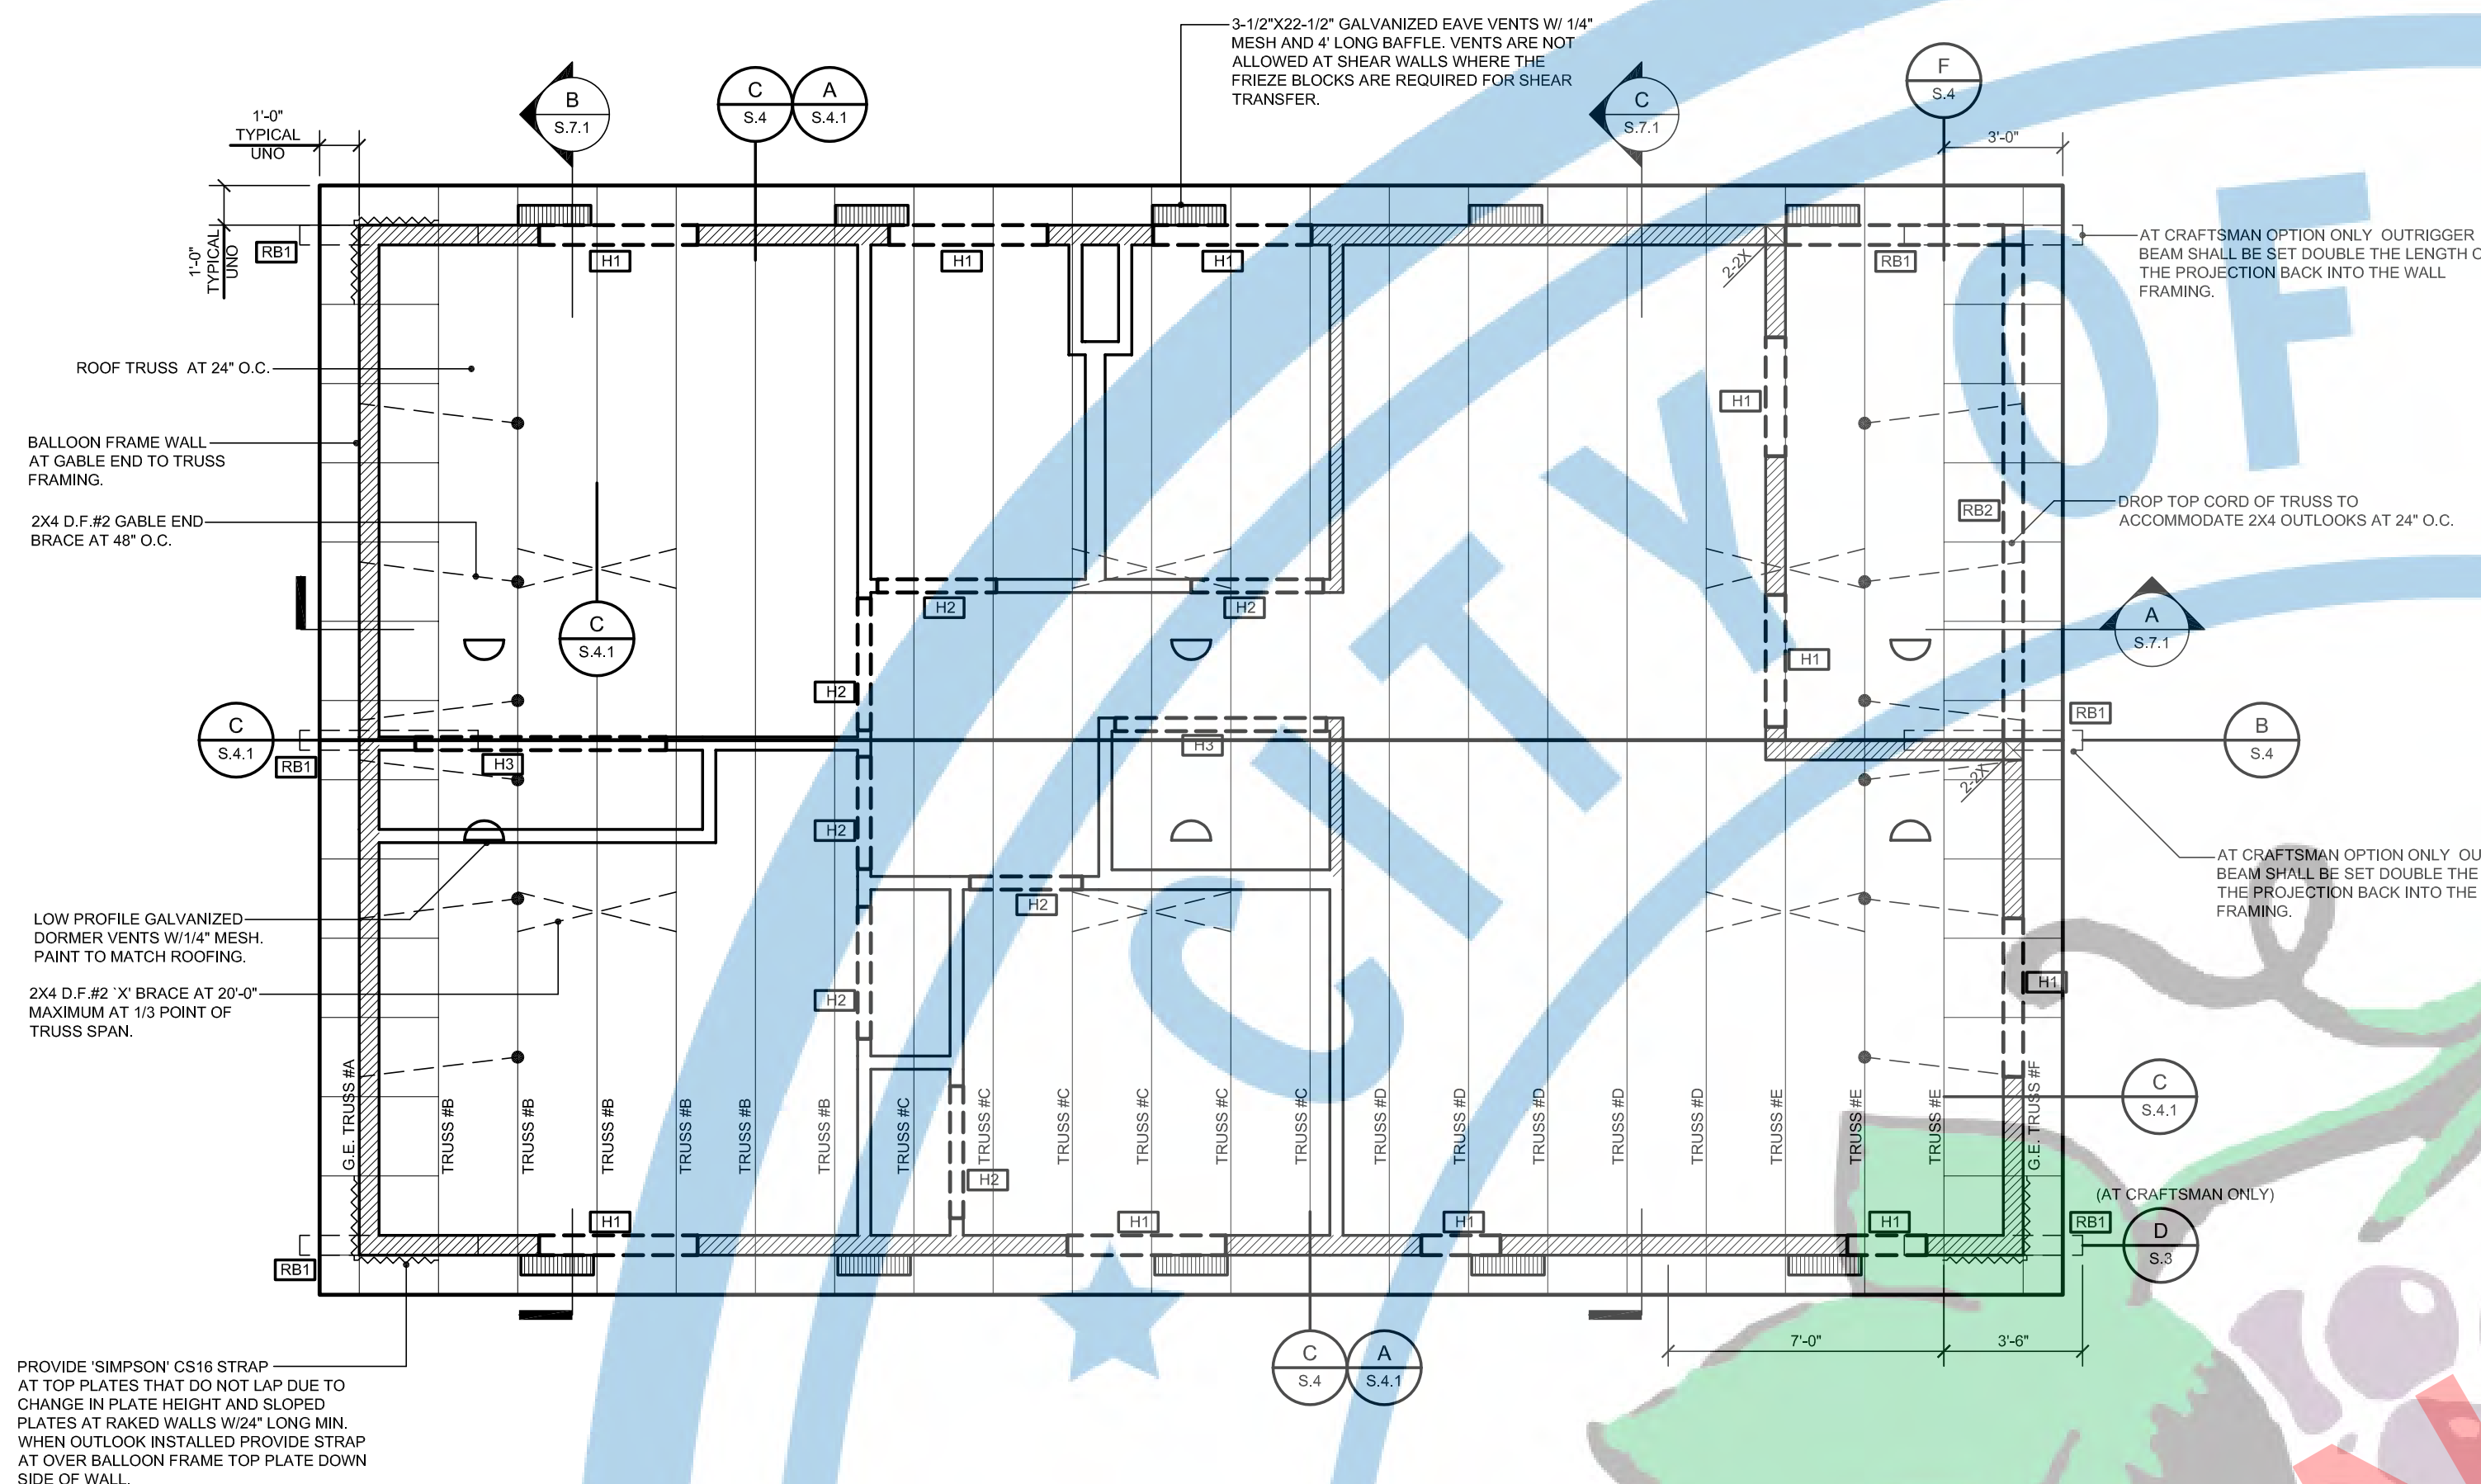 3-1/2"X22-1/2" GALVANIZED EAVE VENTS W/ 1/4"
MESH AND 4' LONG BAFFLE. VENTS ARE NOT
ALLOWED AT SHEAR WALLS WHERE THE
FRIEZE BLOCKS ARE REQUIRED FOR SHEAR
TRANSFER.
1'-0"
TYPICAL
UNO
B
S.7.1
C
S.4
A
S.4.1
C
S.7.1
F
S.4
3'-0"
1'-0"
TYPICAL
UNO
RB1
H1
H1
H1
2-2X
RB1
AT CRAFTSMAN OPTION ONLY OUTRIGGER
BEAM SHALL BE SET DOUBLE THE LENGTH
THE PROJECTION BACK INTO THE WALL
FRAMING.
ROOF TRUSS AT 24" O.C.
H1
BALLOON FRAME WALL
AT GABLE END TO TRUSS
FRAMING.
2X4 D.F.#2 GABLE END
BRACE AT 48" O.C.
RB2
DROP TOP CORD OF TRUSS TO
ACCOMMODATE 2X4 OUTLOOKS AT 24" O.C.
C
S.4.1
H2
H2
A
S.7.1
H1
H2
RB1
C
S.4.1
RB1
H3
H3
B
S.4
2-2X
H2
AT CRAFTSMAN OPTION ONLY
BEAM SHALL BE SET DOUBLE THE
THE PROJECTION BACK INTO THE
FRAMING.
LOW PROFILE GALVANIZED
DORMER VENTS W/1/4" MESH.
PAINT TO MATCH ROOFING.
H2
2X4 D.F.#2 `X' BRACE AT 20'-0"
MAXIMUM AT 1/3 POINT OF
TRUSS SPAN.
H2
H1
G.E. TRUSS #A
TRUSS #B
TRUSS #B
TRUSS #B
TRUSS #B
TRUSS #B
TRUSS #B
TRUSS #C
TRUSS #C
TRUSS #C
TRUSS #C
TRUSS #C
TRUSS #C
TRUSS #D
TRUSS #D
TRUSS #D
TRUSS #D
TRUSS #D
TRUSS #E
TRUSS #E
TRUSS #E
G.E. TRUSS #F
C
S.4.1
H2
(AT CRAFTSMAN ONLY)
H1
H1
H1
H1
RB1
D
S.3
RB1
7'-0"
3'-6"
C
S.4
A
S.4.1
PROVIDE 'SIMPSON' CS16 STRAP
AT TOP PLATES THAT DO NOT LAP DUE TO
CHANGE IN PLATE HEIGHT AND SLOPED
PLATES AT RAKED WALLS W/24" LONG MIN.
WHEN OUTLOOK INSTALLED PROVIDE STRAP
AT OVER BALLOON FRAME TOP PLATE DOWN
SIDE OF WALL.
CITY OF